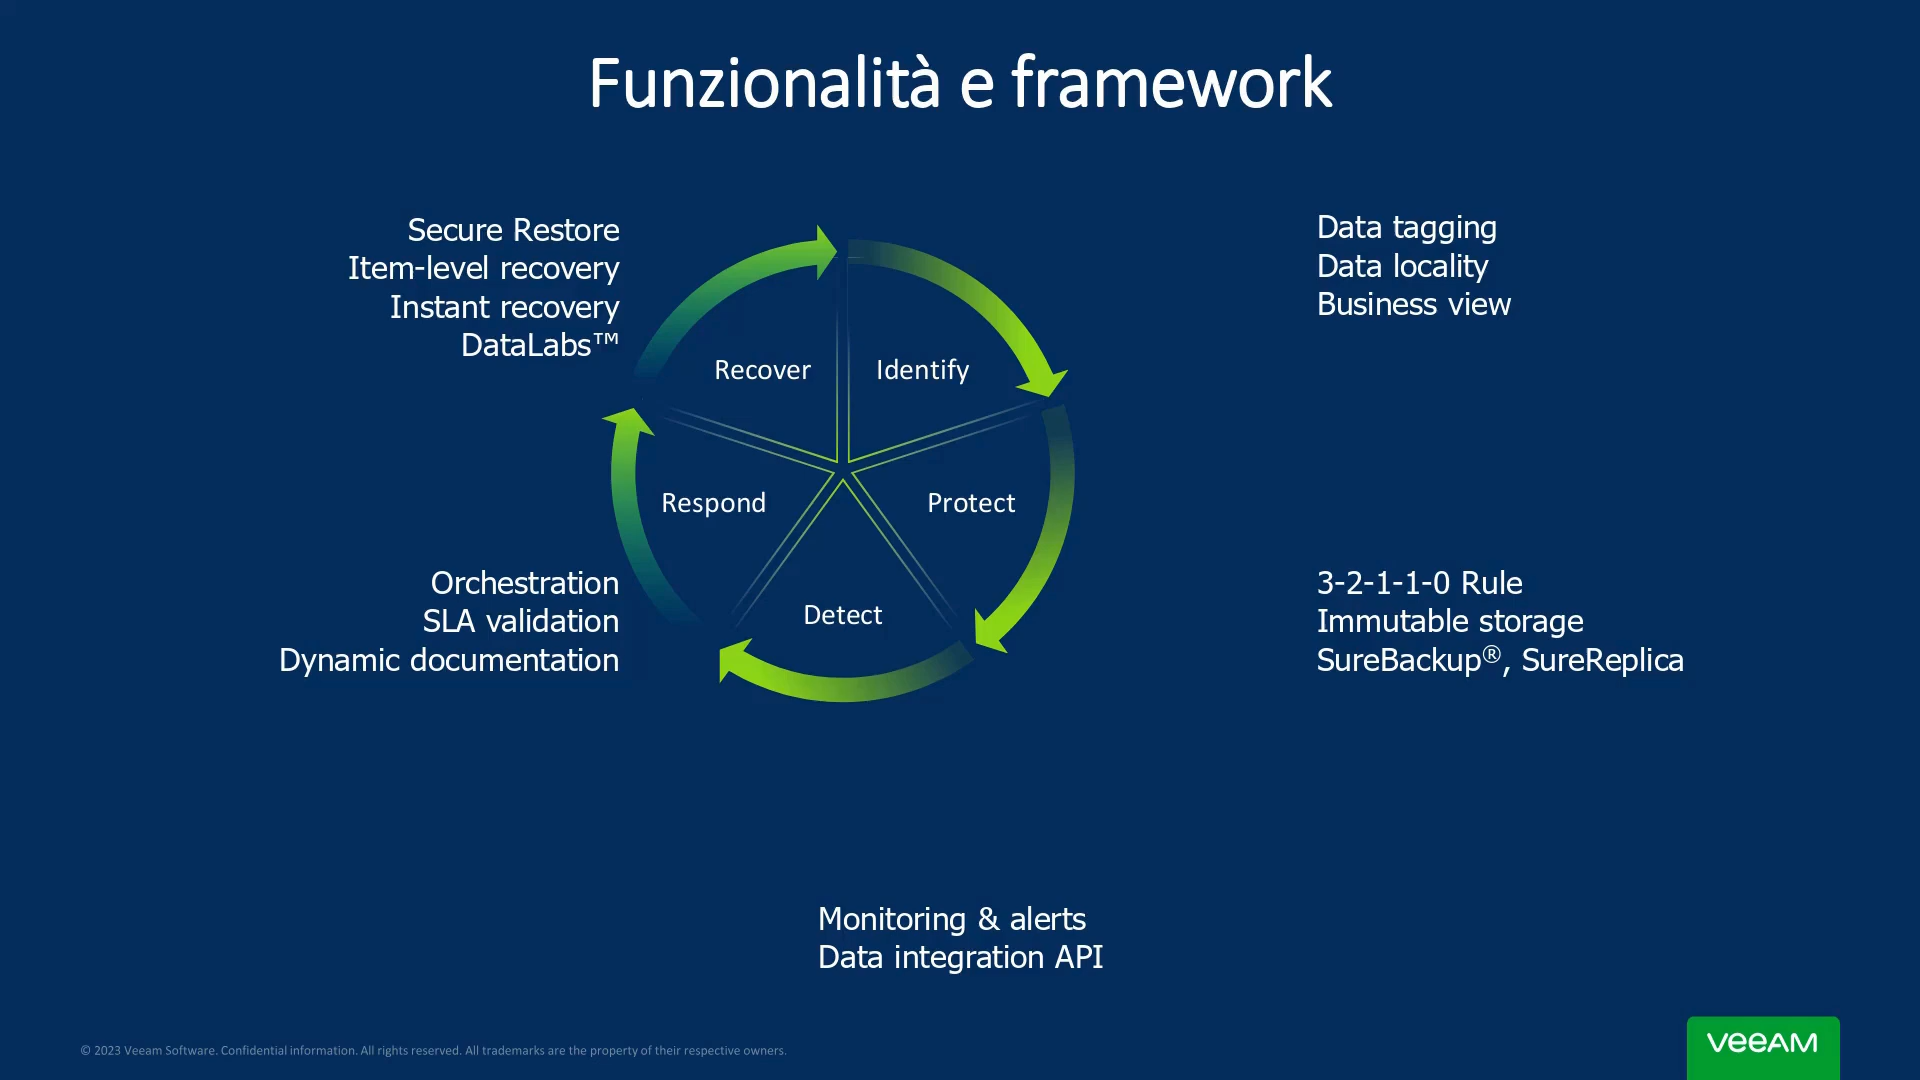 Funzionalità e framework
Secure Restore
Item-level recovery
Instant recovery
DataLabs™
Data tagging
Data locality
Business view
Recover
Identify
Respond
Protect
Detect
Orchestration
SLA validation
Dynamic documentation
3-2-1-1-0 Rule
Immutable storage
SureBackup®, SureReplica
Monitoring & alerts
Data integration API
© 2023 Veeam Software. Confidential information. All rights reserved. All trademarks are the property of their respective owners.
veeAM